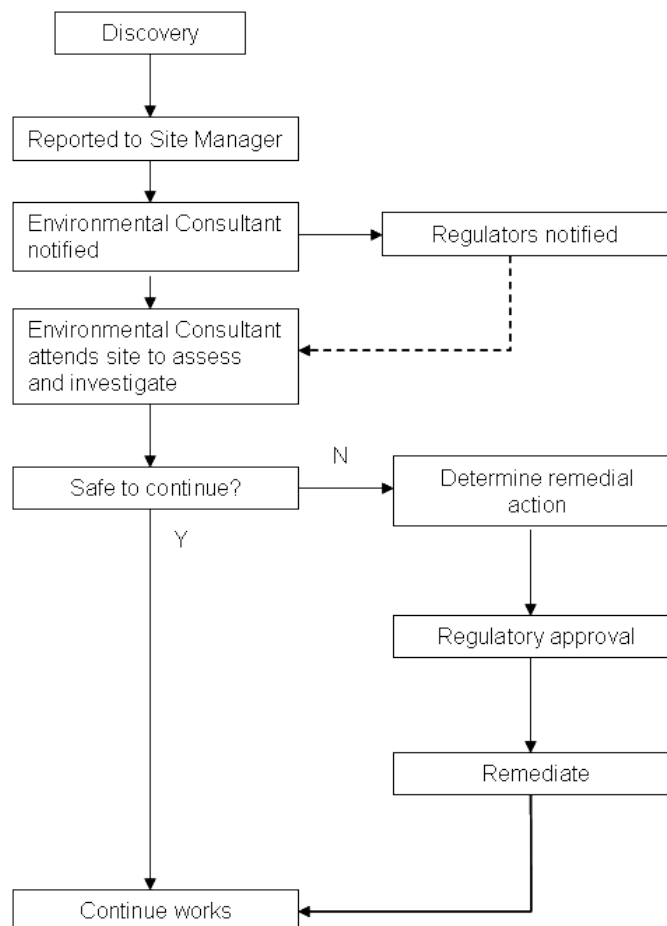 Discovery
Reported to Site Manager
Environmental Consultant
notified
Regulators notified
Environmental Consultant
attends site to assess
and investigate
Safe to continue?
N
Determine remedial
action
Y
Regulatory approval
Remediate
Continue works